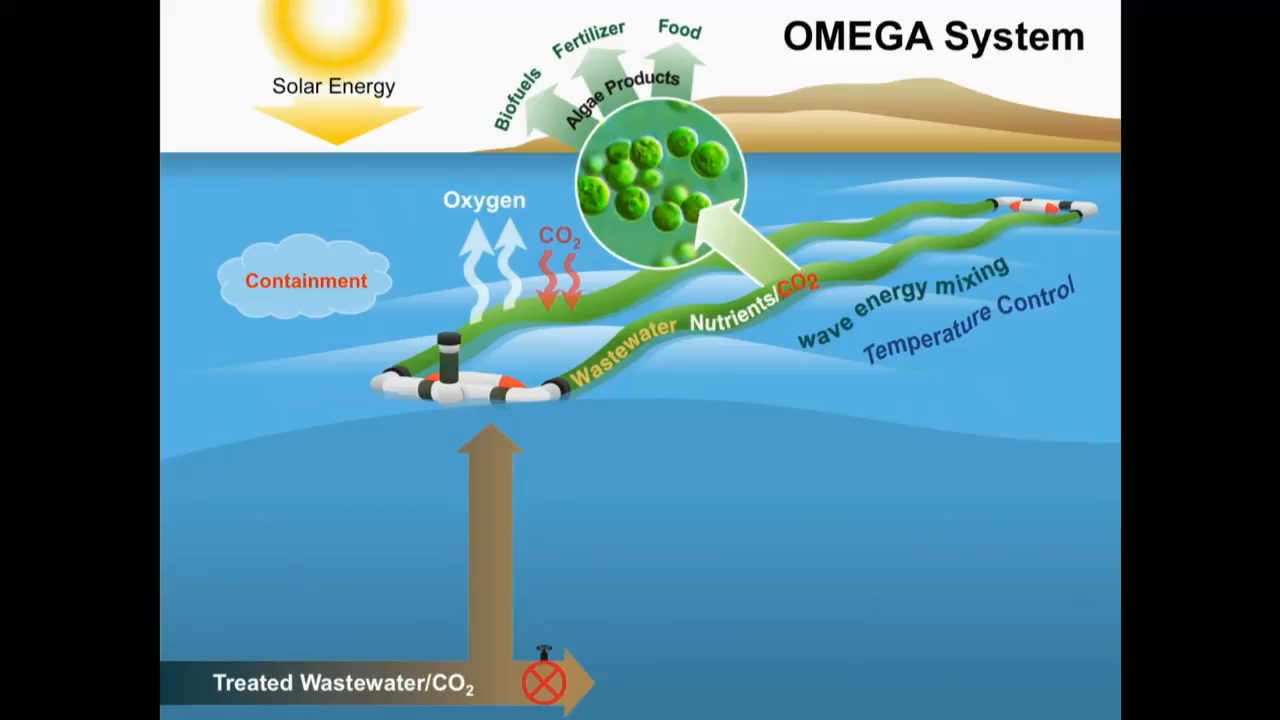 OMEGA System
Solar Energy
Biofuels
Fertilizer
Food
Algae Products
Oxygen
CO₂
Containment
Wastewater Nutrients/CO₂
wave energy mixing
Temperature Control
Treated Wastewater/CO₂